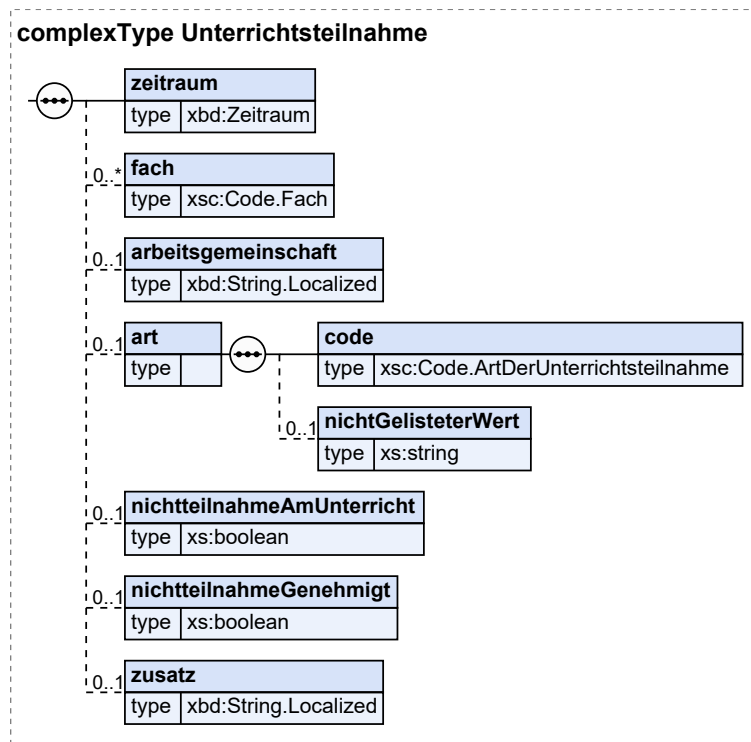 complexType Unterrichtsteilnahme
zeitraum
type xbd:Zeitraum
0..* fach
type xsc:Code.Fach
0..1 arbeitsgemeinschaft
type xbd:String.Localized
0..1 art code
type type xsc:Code.ArtDerUnterrichtsteilnahme
0..1 nichtGelisteterWert
type xs:string
0..1 nichtteilnahmeAmUnterricht
type xs:boolean
0..1 nichtteilnahmeGenehmigt
type xs:boolean
0..1 zusatz
type xbd:String.Localized